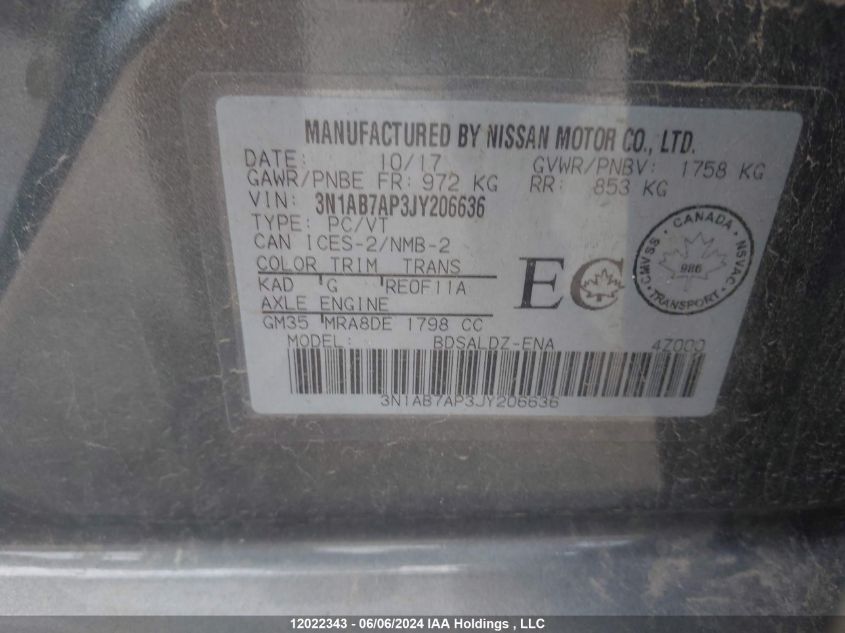 MANUFACTURED BY NISSAN MOTOR CO., LTD.
DATE: 10/17 GVWR/PNBV: 1758 KG
GAWR/PNBE FR: 972 KG RR: 853 KG
VIN: 3N1AB7AP3JY206636
TYPE: PC/VT
CAN ICES-2/NMB-2
COLOR TRIM TRANS
KAD G RE0F11A
AXLE ENGINE
GM35 MRA8DE 1798 CC
EC
CANADA
CMVSS · NSVAC
986
TRANSPORT
MODEL: BDSALDZ-ENA 4Z000
3N1AB7AP3JY206636
12022343 - 06/06/2024 IAA Holdings , LLC